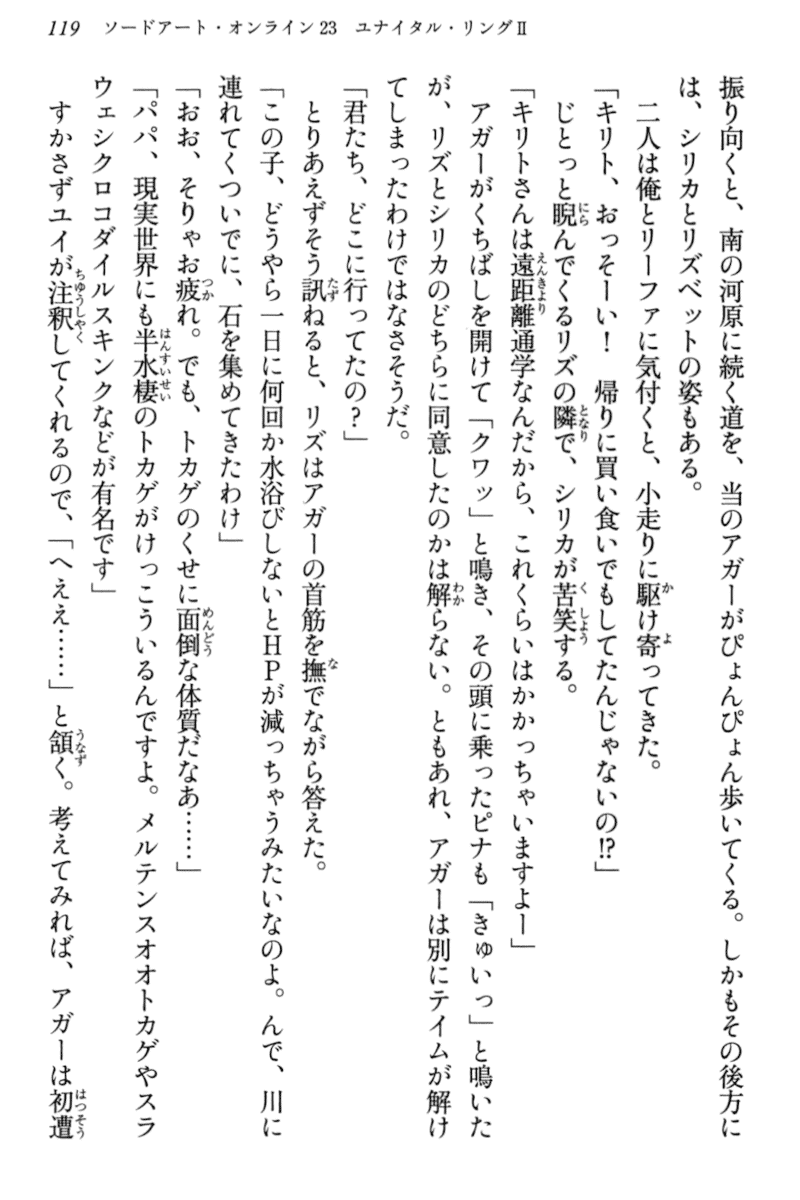 119　ソードアート・オンライン23　ユナイタル・リングⅡ
振り向くと、南の河原に続く道を、当のアガーがぴょんぴょん歩いてくる。しかもその後方に
は、シリカとリズベットの姿もある。
　二人は俺とリーファに気付くと、小走りに駆け寄ってきた。
「キリト、おっそーい！　帰りに買い食いでもしてたんじゃないの!?」
　じとっと睨んでくるリズの隣で、シリカが苦笑する。
「キリトさんは遠距離通学なんだから、これくらいはかかっちゃいますよー」
　アガーがくちばしを開けて「クワッ」と鳴き、その頭に乗ったピナも「きゅいっ」と鳴いた
が、リズとシリカのどちらに同意したのかは解らない。ともあれ、アガーは別にテイムが解け
てしまったわけではなさそうだ。
「君たち、どこに行ってたの？」
　とりあえずそう訊ねると、リズはアガーの首筋を撫でながら答えた。
「この子、どうやら一日に何回か水浴びしないとＨＰが減っちゃうみたいなのよ。んで、川に
連れてくついでに、石を集めてきたわけ」
「おお、そりゃお疲れ。でも、トカゲのくせに面倒な体質だなあ……」
「パパ、現実世界にも半水棲のトカゲがけっこういるんですよ。メルテンスオオトカゲやスラ
ウェシクロコダイルスキンクなどが有名です」
　すかさずユイが注釈してくれるので、「へええ……」と頷く。考えてみれば、アガーは初遭